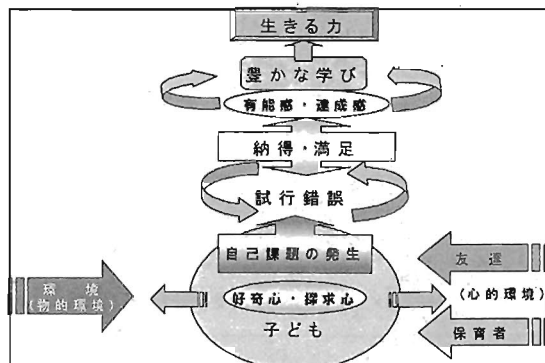 生きる力
豊かな学び
有能感・達成感
納得・満足
試行錯誤
自己課題の発生
友達
環境
(物的環境)
好奇心・探求心
(心的環境)
子ども
保育者